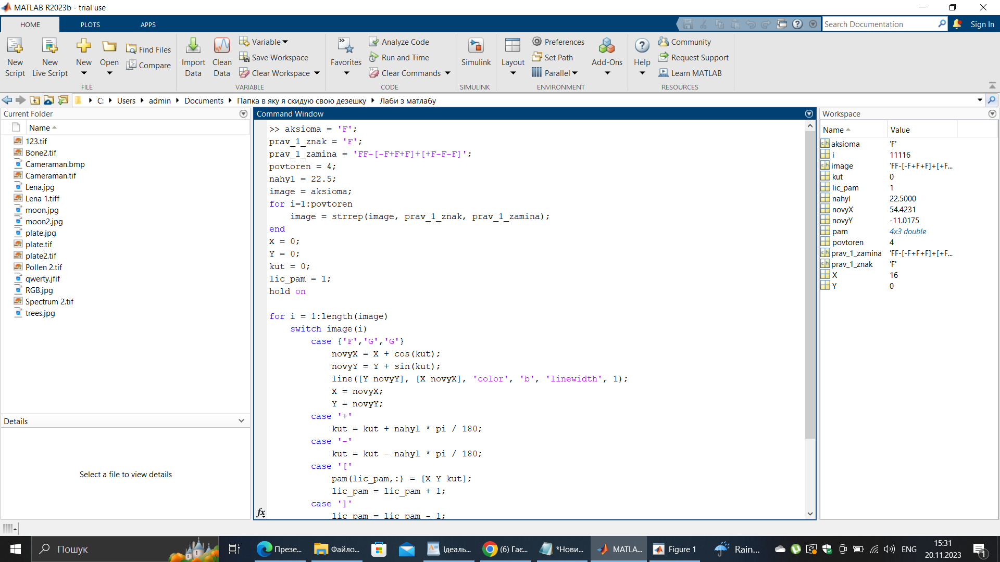 MATLAB R2023b - trial use
HOME PLOTS APPS
Search Documentation
Sign In
New Script
New Live Script
New
Open
Find Files
Compare
FILE
Import Data
Clean Data
Variable
Save Workspace
Clear Workspace
VARIABLE
Favorites
Analyze Code
Run and Time
Clear Commands
CODE
Simulink
SIMULINK
Layout
Preferences
Set Path
Parallel
Add-Ons
ENVIRONMENT
Help
Community
Request Support
Learn MATLAB
RESOURCES
C: Users admin Documents Папка в яку я скидую свою дезешку Лаби з матлабу
Current Folder
Name
123.tif
Bone2.tif
Cameraman.bmp
Cameraman.tif
Lena.jpg
Lena 1.tiff
moon.jpg
moon2.jpg
plate.jpg
plate.tif
plate2.tif
Pollen 2.tif
qwerty.jfif
RGB.jpg
Spectrum 2.tif
trees.jpg
Details
Select a file to view details
Command Window
>> aksioma = 'F';
prav_1_znak = 'F';
prav_1_zamina = 'FF-[-F+F+F]+[+F-F-F]';
povtoren = 4;
nahyl = 22.5;
image = aksioma;
for i=1:povtoren
    image = strrep(image, prav_1_znak, prav_1_zamina);
end
X = 0;
Y = 0;
kut = 0;
lic_pam = 1;
hold on
for i = 1:length(image)
    switch image(i)
        case {'F','G','G'}
            novyX = X + cos(kut);
            novyY = Y + sin(kut);
            line([Y novyY], [X novyX], 'color', 'b', 'linewidth', 1);
            X = novyX;
            Y = novyY;
        case '+'
            kut = kut + nahyl * pi / 180;
        case '-'
            kut = kut - nahyl * pi / 180;
        case '['
            pam(lic_pam,:) = [X Y kut];
            lic_pam = lic_pam + 1;
        case ']'
            lic_pam = lic_pam - 1;
fx
Workspace
Name Value
ch aksioma 'F'
i 11116
ch image 'FF-[-F+F+F]+[+F...
kut 0
lic_pam 1
nahyl 22.5000
novyX 54.4231
novyY -11.0175
pam 4x3 double
povtoren 4
ch prav_1_zamina 'FF-[-F+F+F]+[+F...
ch prav_1_znak 'F'
X 16
Y 0
Пошук
Презе...
Файло...
Ідеаль...
(6) Гає...
*Нови...
MATLA...
Figure 1
Rain...
ENG
15:31
20.11.2023
1